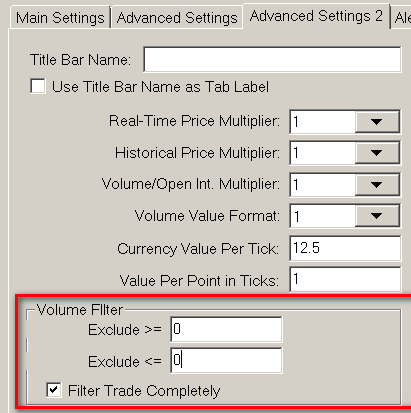 Main Settings Advanced Settings Advanced Settings 2
Title Bar Name:
Use Title Bar Name as Tab Label
Real-Time Price Multiplier: 1
Historical Price Multiplier: 1
Volume/Open Int. Multiplier: 1
Volume Value Format: 1
Currency Value Per Tick: 12.5
Value Per Point in Ticks: 1
Volume FIlter
Exclude >= 0
Exclude <= 0
Filter Trade Completely